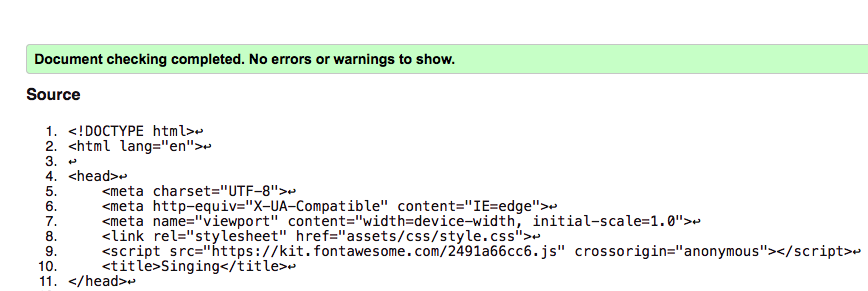 Document checking completed. No errors or warnings to show.
Source
1. <!DOCTYPE html>↩
2. <html lang="en">↩
3. ↩
4. <head>↩
5.     <meta charset="UTF-8">↩
6.     <meta http-equiv="X-UA-Compatible" content="IE=edge">↩
7.     <meta name="viewport" content="width=device-width, initial-scale=1.0">↩
8.     <link rel="stylesheet" href="assets/css/style.css">↩
9.     <script src="https://kit.fontawesome.com/2491a66cc6.js" crossorigin="anonymous"></script>↩
10.     <title>Singing</title>↩
11. </head>↩